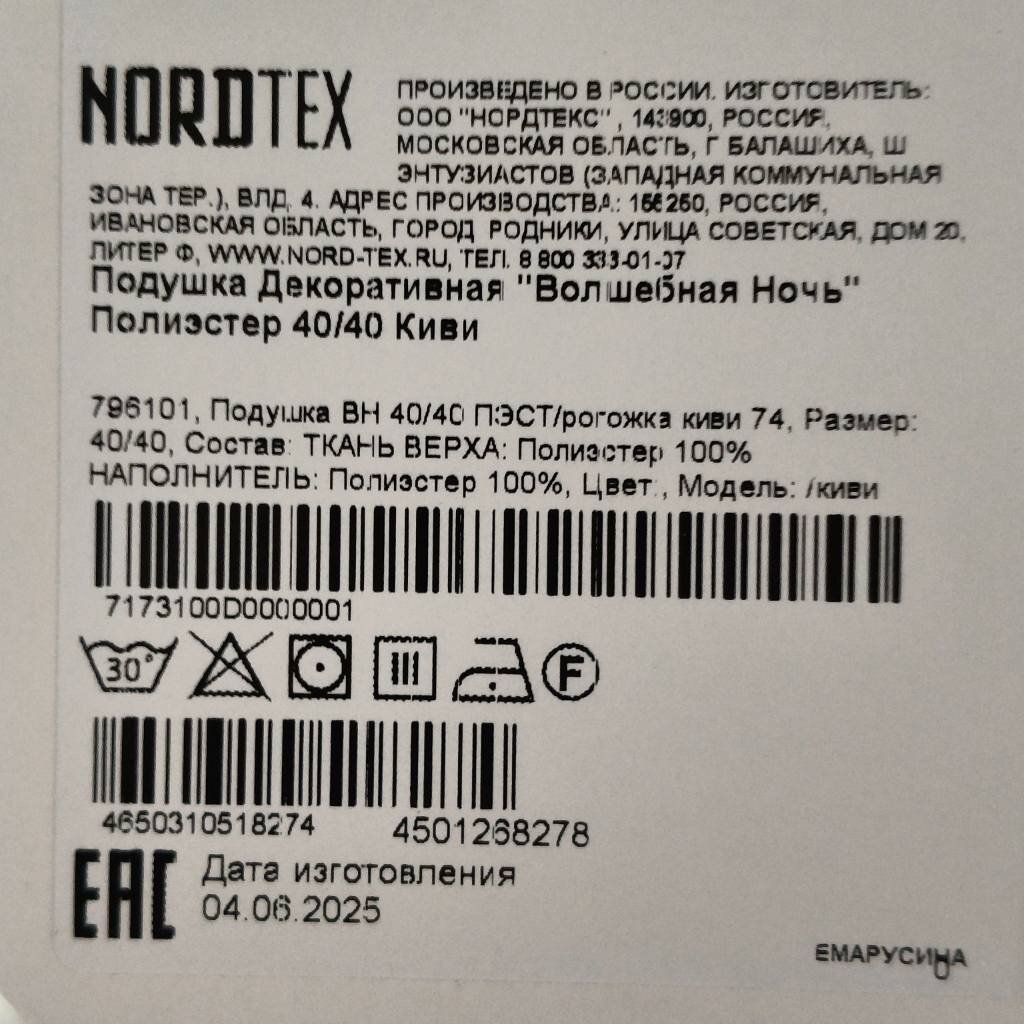 NORDTEX
ПРОИЗВЕДЕНО В РОССИИ. ИЗГОТОВИТЕЛЬ:
ООО "НОРДТЕКС", 143900, РОССИЯ,
МОСКОВСКАЯ ОБЛАСТЬ, Г БАЛАШИХА, Ш
ЭНТУЗИАСТОВ (ЗАПАДНАЯ КОММУНАЛЬНАЯ
ЗОНА ТЕР.), ВЛД. 4. АДРЕС ПРОИЗВОДСТВА: 155250, РОССИЯ,
ИВАНОВСКАЯ ОБЛАСТЬ, ГОРОД РОДНИКИ, УЛИЦА СОВЕТСКАЯ, ДОМ 20,
ЛИТЕР Ф, WWW.NORD-TEX.RU, ТЕЛ. 8 800 333-01-37
Подушка Декоративная "Волшебная Ночь"
Полиэстер 40/40 Киви
796101, Подушка ВН 40/40 ПЭСТ/рогожка киви 74, Размер:
40/40, Состав: ТКАНЬ ВЕРХА: Полиэстер 100%
НАПОЛНИТЕЛЬ: Полиэстер 100%, Цвет:, Модель: /киви
7173100D0000001
30° F
4650310518274 4501268278
EAC Дата изготовления
04.06.2025
ЕМАРУСИНА